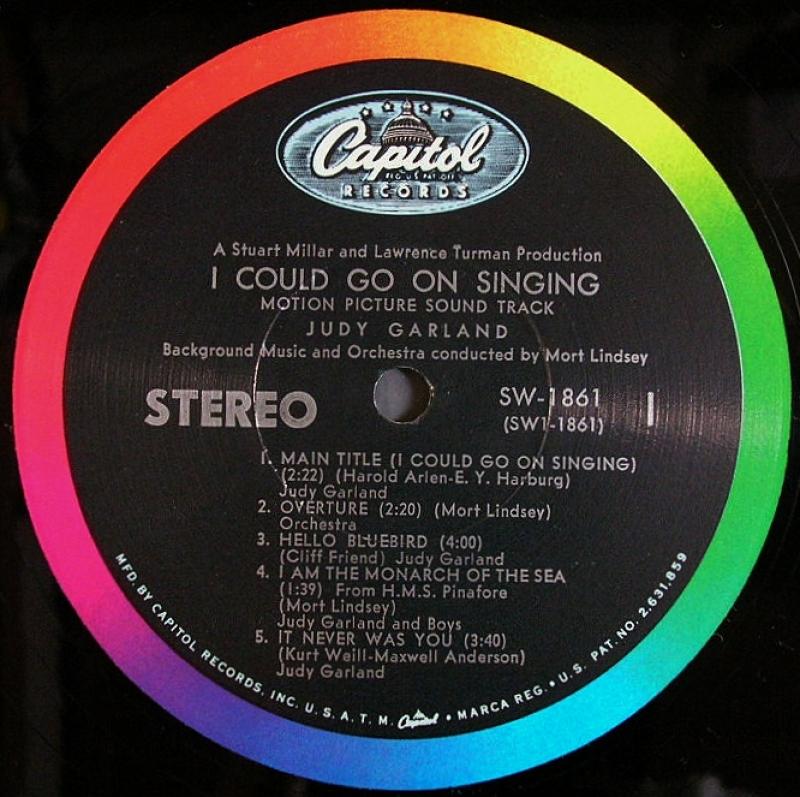 Capitol
REG. U.S. PAT. OFF.
RECORDS
A Stuart Millar and Lawrence Turman Production
I COULD GO ON SINGING
MOTION PICTURE SOUND TRACK
JUDY GARLAND
Background Music and Orchestra conducted by Mort Lindsey
STEREO
SW-1861
(SW1-1861)
1
1. MAIN TITLE (I COULD GO ON SINGING)
(2:22) (Harold Arlen-E. Y. Harburg)
Judy Garland
2. OVERTURE (2:20) (Mort Lindsey)
Orchestra
3. HELLO BLUEBIRD (4:00)
(Cliff Friend) Judy Garland
4. I AM THE MONARCH OF THE SEA
(1:39) From H.M.S. Pinafore
(Mort Lindsey)
Judy Garland and Boys
5. IT NEVER WAS YOU (3:40)
(Kurt Weill-Maxwell Anderson)
Judy Garland
MFD. BY CAPITOL RECORDS, INC. U. S. A. T. M. Capitol • MARCA REG. • U.S. PAT. NO. 2,631,859